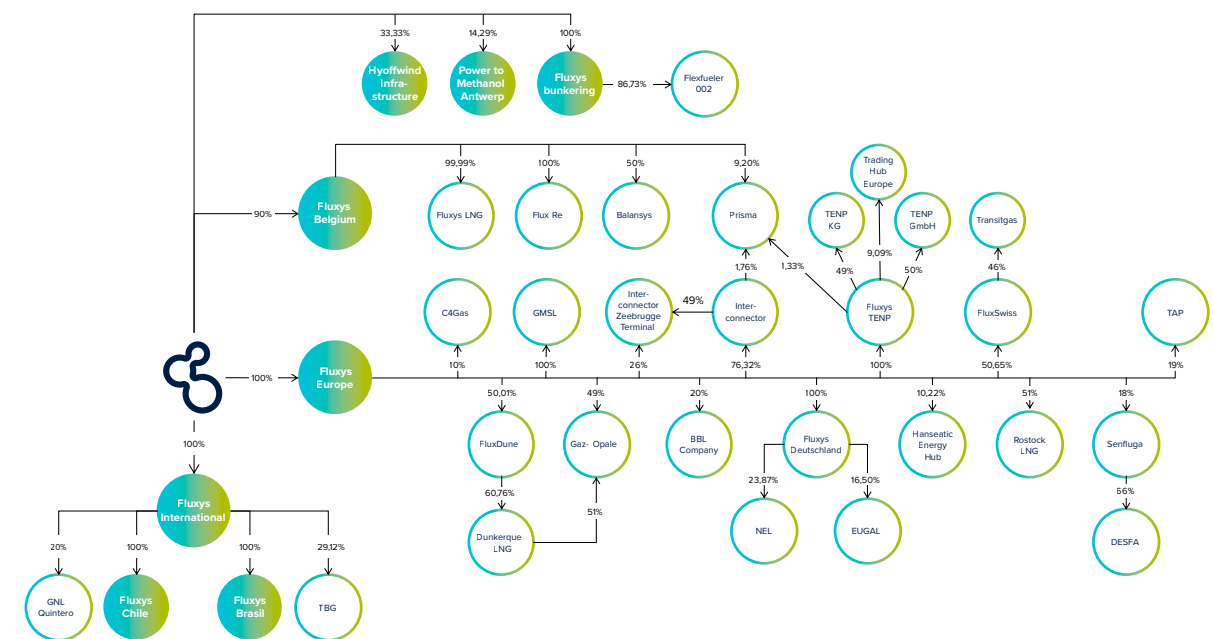 33,33%
14,29%
100%
Hyoffwind
Infra-
structure
Power to
Methanol
Antwerp
Fluxys
bunkering
86,73%
Flexfueler
002
99,99%
100%
50%
9,20%
90%
Fluxys
Belgium
Fluxys LNG
Flux Re
Balansys
Prisma
Trading
Hub
Europe
TENP
KG
TENP
GmbH
Transitgas
1,76%
1,33%
49%
9,09%
50%
46%
C4Gas
GMSL
Inter-
connector
Zeebrugge
Terminal
49%
Inter-
connector
Fluxys
TENP
FluxSwiss
TAP
10%
100%
26%
76,32%
100%
50,65%
19%
100%
Fluxys
Europe
50,01%
49%
20%
100%
10,22%
51%
18%
FluxDune
Gaz- Opale
BBL
Company
Fluxys
Deutschland
Hanseatic
Energy
Hub
Rostock
LNG
Senfluga
60,76%
51%
23,87%
16,50%
66%
Dunkerque
LNG
NEL
EUGAL
DESFA
100%
Fluxys
International
20%
100%
100%
29,12%
GNL
Quintero
Fluxys
Chile
Fluxys
Brasil
TBG